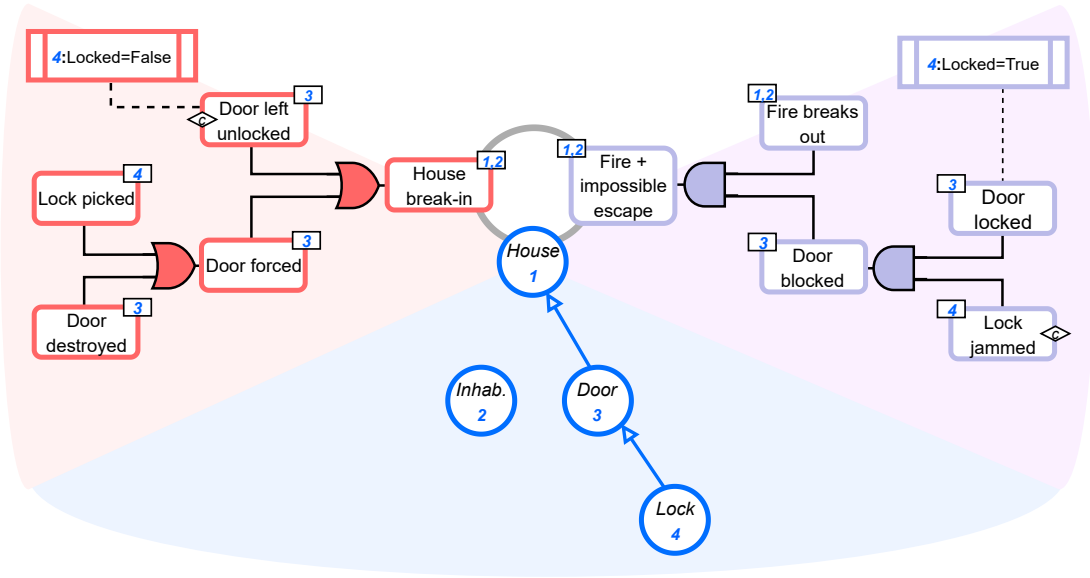 4:Locked=False
3
Door left
unlocked
c
4
Lock picked
3
Door forced
3
Door
destroyed
1,2
House
break-in
1,2
Fire +
impossible
escape
House
1
Inhab.
2
Door
3
Lock
4
4:Locked=True
1,2
Fire breaks
out
3
Door
locked
3
Door
blocked
4
Lock
jammed
c